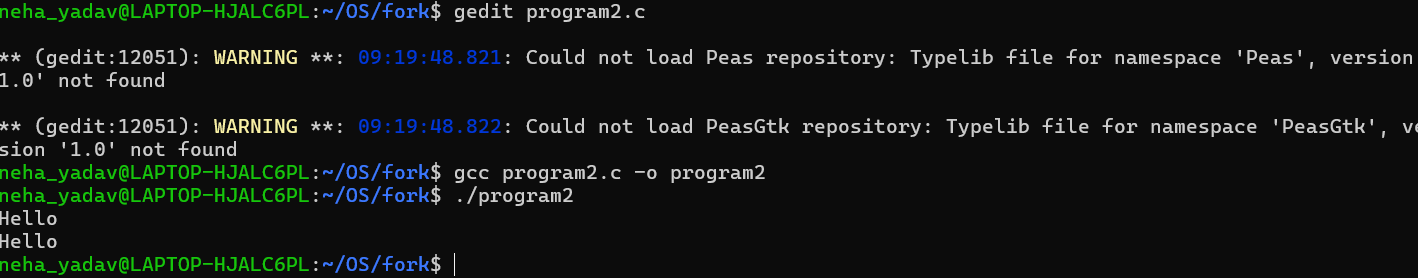 neha_yadav@LAPTOP-HJALC6PL:~/OS/fork$ gedit program2.c
** (gedit:12051): WARNING **: 09:19:48.821: Could not load Peas repository: Typelib file for namespace 'Peas', version
1.0' not found
** (gedit:12051): WARNING **: 09:19:48.822: Could not load PeasGtk repository: Typelib file for namespace 'PeasGtk', ve
sion '1.0' not found
neha_yadav@LAPTOP-HJALC6PL:~/OS/fork$ gcc program2.c -o program2
neha_yadav@LAPTOP-HJALC6PL:~/OS/fork$ ./program2
Hello
Hello
neha_yadav@LAPTOP-HJALC6PL:~/OS/fork$